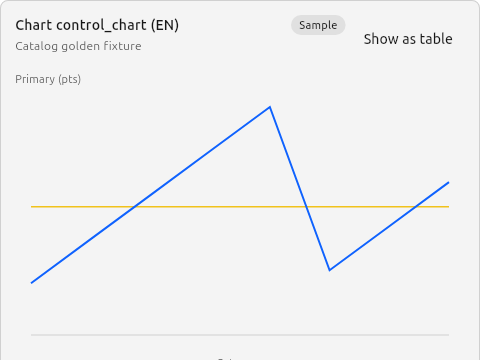 Chart control_chart (EN)
Sample
Show as table
Catalog golden fixture
Primary (pts)